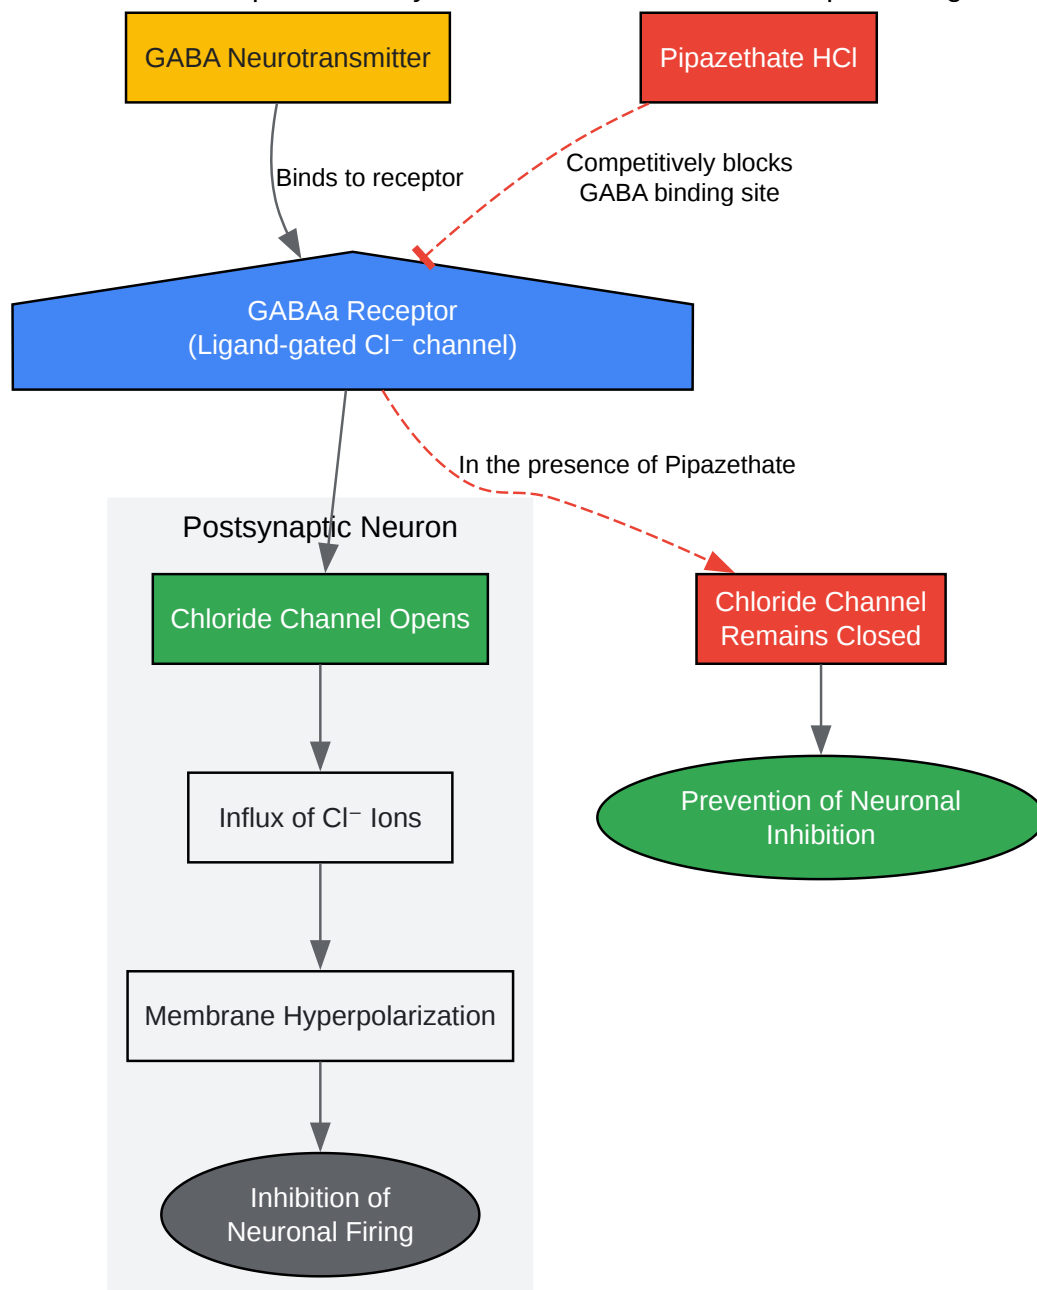 GABA Neurotransmitter
Pipazethate HCl
Binds to receptor
Competitively blocks
GABA binding site
GABAa Receptor
(Ligand-gated Cl⁻ channel)
In the presence of Pipazethate
Postsynaptic Neuron
Chloride Channel Opens
Chloride Channel
Remains Closed
Influx of Cl⁻ Ions
Prevention of Neuronal
Inhibition
Membrane Hyperpolarization
Inhibition of
Neuronal Firing